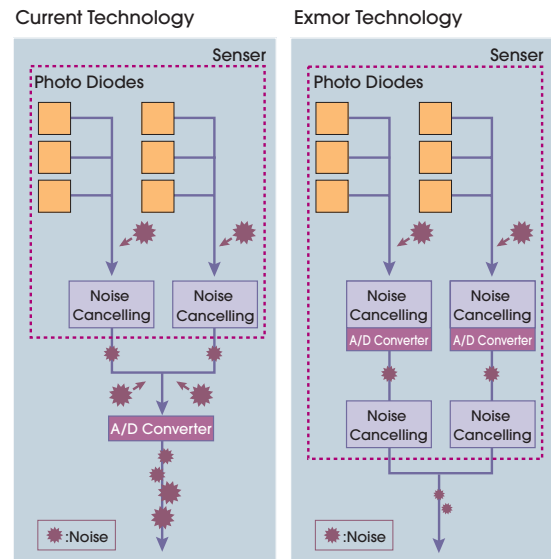 Current Technology
Senser
Photo Diodes
Noise
Cancelling
Noise
Cancelling
A/D Converter
:Noise
Exmor Technology
Senser
Photo Diodes
Noise
Cancelling
A/D Converter
Noise
Cancelling
A/D Converter
Noise
Cancelling
Noise
Cancelling
:Noise